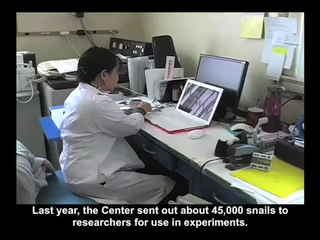 Last year, the Center sent out about 45,000 snails to
researchers for use in experiments.